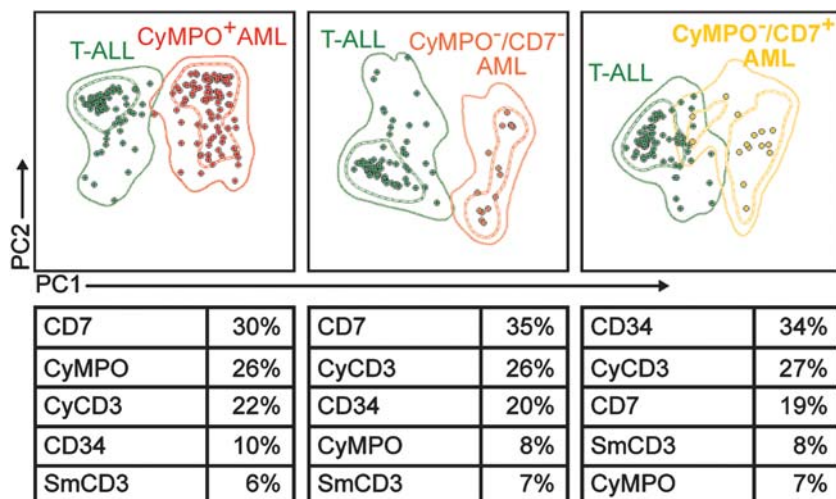 T-ALL
CyMPO⁺AML
T-ALL
CyMPO⁻/CD7⁻
AML
CyMPO⁻/CD7⁺
AML
T-ALL
PC2
PC1
CD7 30%
CyMPO 26%
CyCD3 22%
CD34 10%
SmCD3 6%
CD7 35%
CyCD3 26%
CD34 20%
CyMPO 8%
SmCD3 7%
CD34 34%
CyCD3 27%
CD7 19%
SmCD3 8%
CyMPO 7%